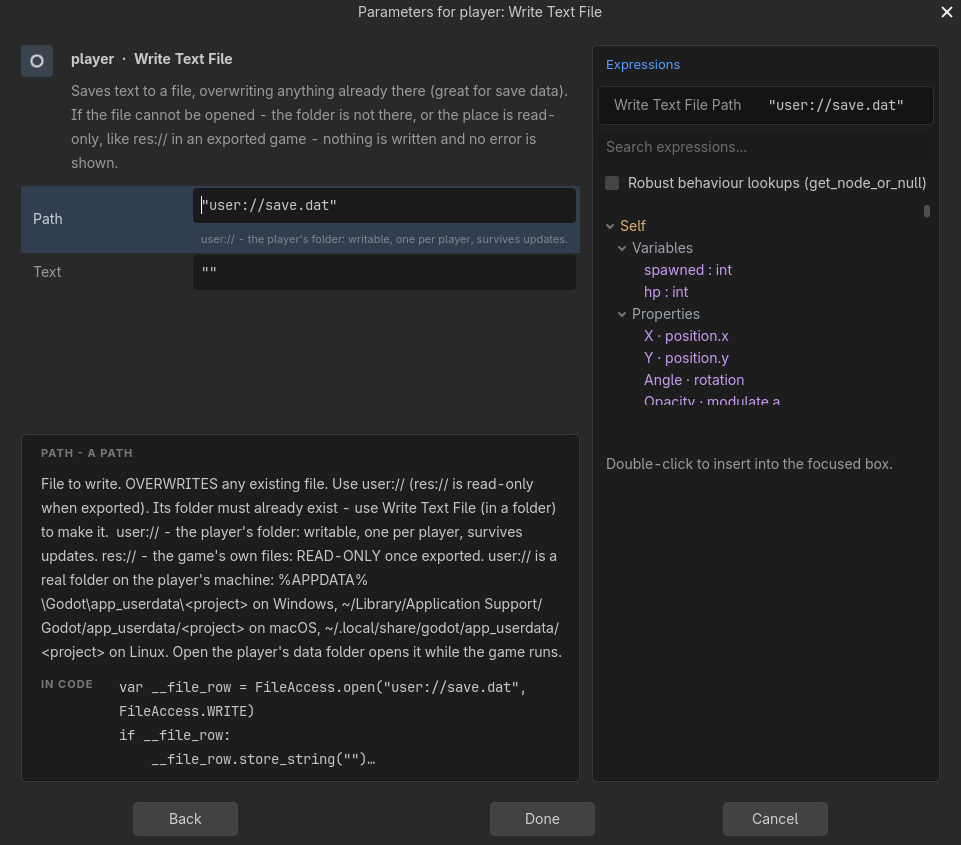 Parameters for player: Write Text File
player · Write Text File
Saves text to a file, overwriting anything already there (great for save data).
If the file cannot be opened - the folder is not there, or the place is read-
only, like res:// in an exported game - nothing is written and no error is
shown.
Path
"user://save.dat"
user:// - the player's folder: writable, one per player, survives updates.
Text
""
PATH - A PATH
File to write. OVERWRITES any existing file. Use user:// (res:// is read-only
when exported). Its folder must already exist - use Write Text File (in a folder)
to make it.  user:// - the player's folder: writable, one per player, survives
updates. res:// - the game's own files: READ-ONLY once exported. user:// is a
real folder on the player's machine: %APPDATA%
\Godot\app_userdata\<project> on Windows, ~/Library/Application Support/
Godot/app_userdata/<project> on macOS, ~/.local/share/godot/app_userdata/
<project> on Linux. Open the player's data folder opens it while the game runs.
IN CODE
var __file_row = FileAccess.open("user://save.dat",
FileAccess.WRITE)
if __file_row:
    __file_row.store_string("")…
Expressions
Write Text File Path "user://save.dat"
Search expressions...
Robust behaviour lookups (get_node_or_null)
Self
Variables
spawned : int
hp : int
Properties
X · position.x
Y · position.y
Angle · rotation
Opacity · modulate.a
Double-click to insert into the focused box.
Back
Done
Cancel